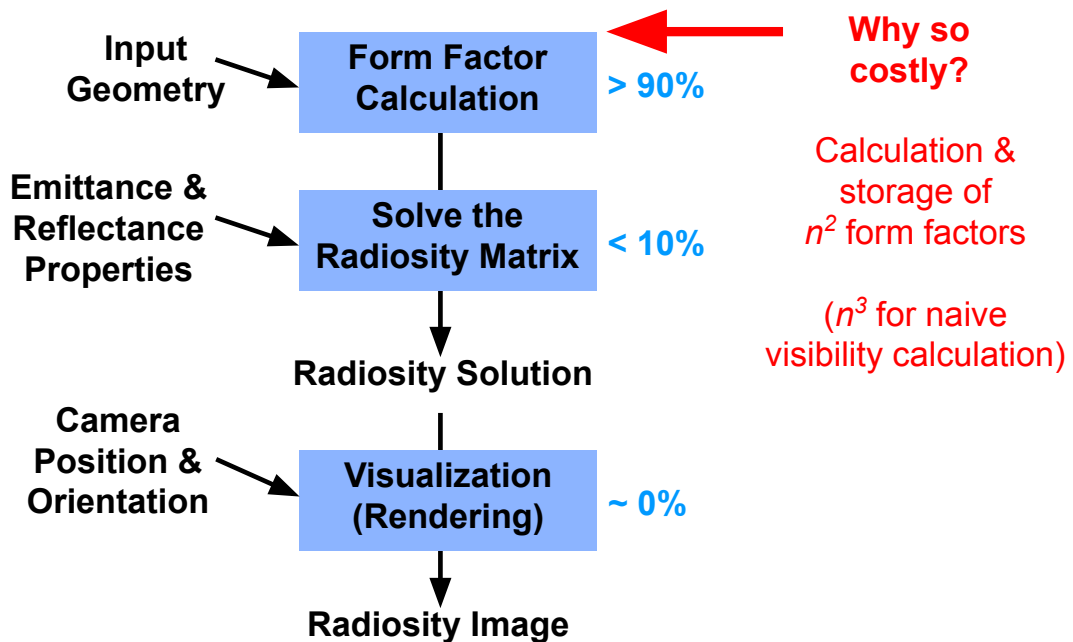 Input
Geometry
Form Factor
Calculation
> 90%
Why so
costly?
Calculation &
storage of
n² form factors
(n³ for naive
visibility calculation)
Emittance &
Reflectance
Properties
Solve the
Radiosity Matrix
< 10%
Radiosity Solution
Camera
Position &
Orientation
Visualization
(Rendering)
~ 0%
Radiosity Image